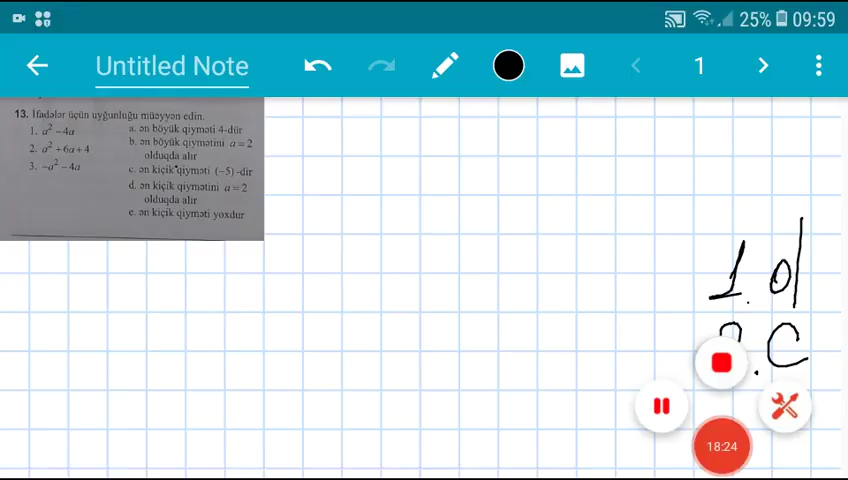 25% 09:59
Untitled Note 1
13. İfadələr üçün uyğunluğu müəyyən edin.
1. a² − 4a
2. a² + 6a + 4
3. −a² − 4a
a. ən böyük qiyməti 4-dür
b. ən böyük qiymətini a = 2
olduqda alır
c. ən kiçik qiyməti (−5) -dir
d. ən kiçik qiymətini a = 2
olduqda alır
e. ən kiçik qiyməti yoxdur
1. d
2. C
18:24